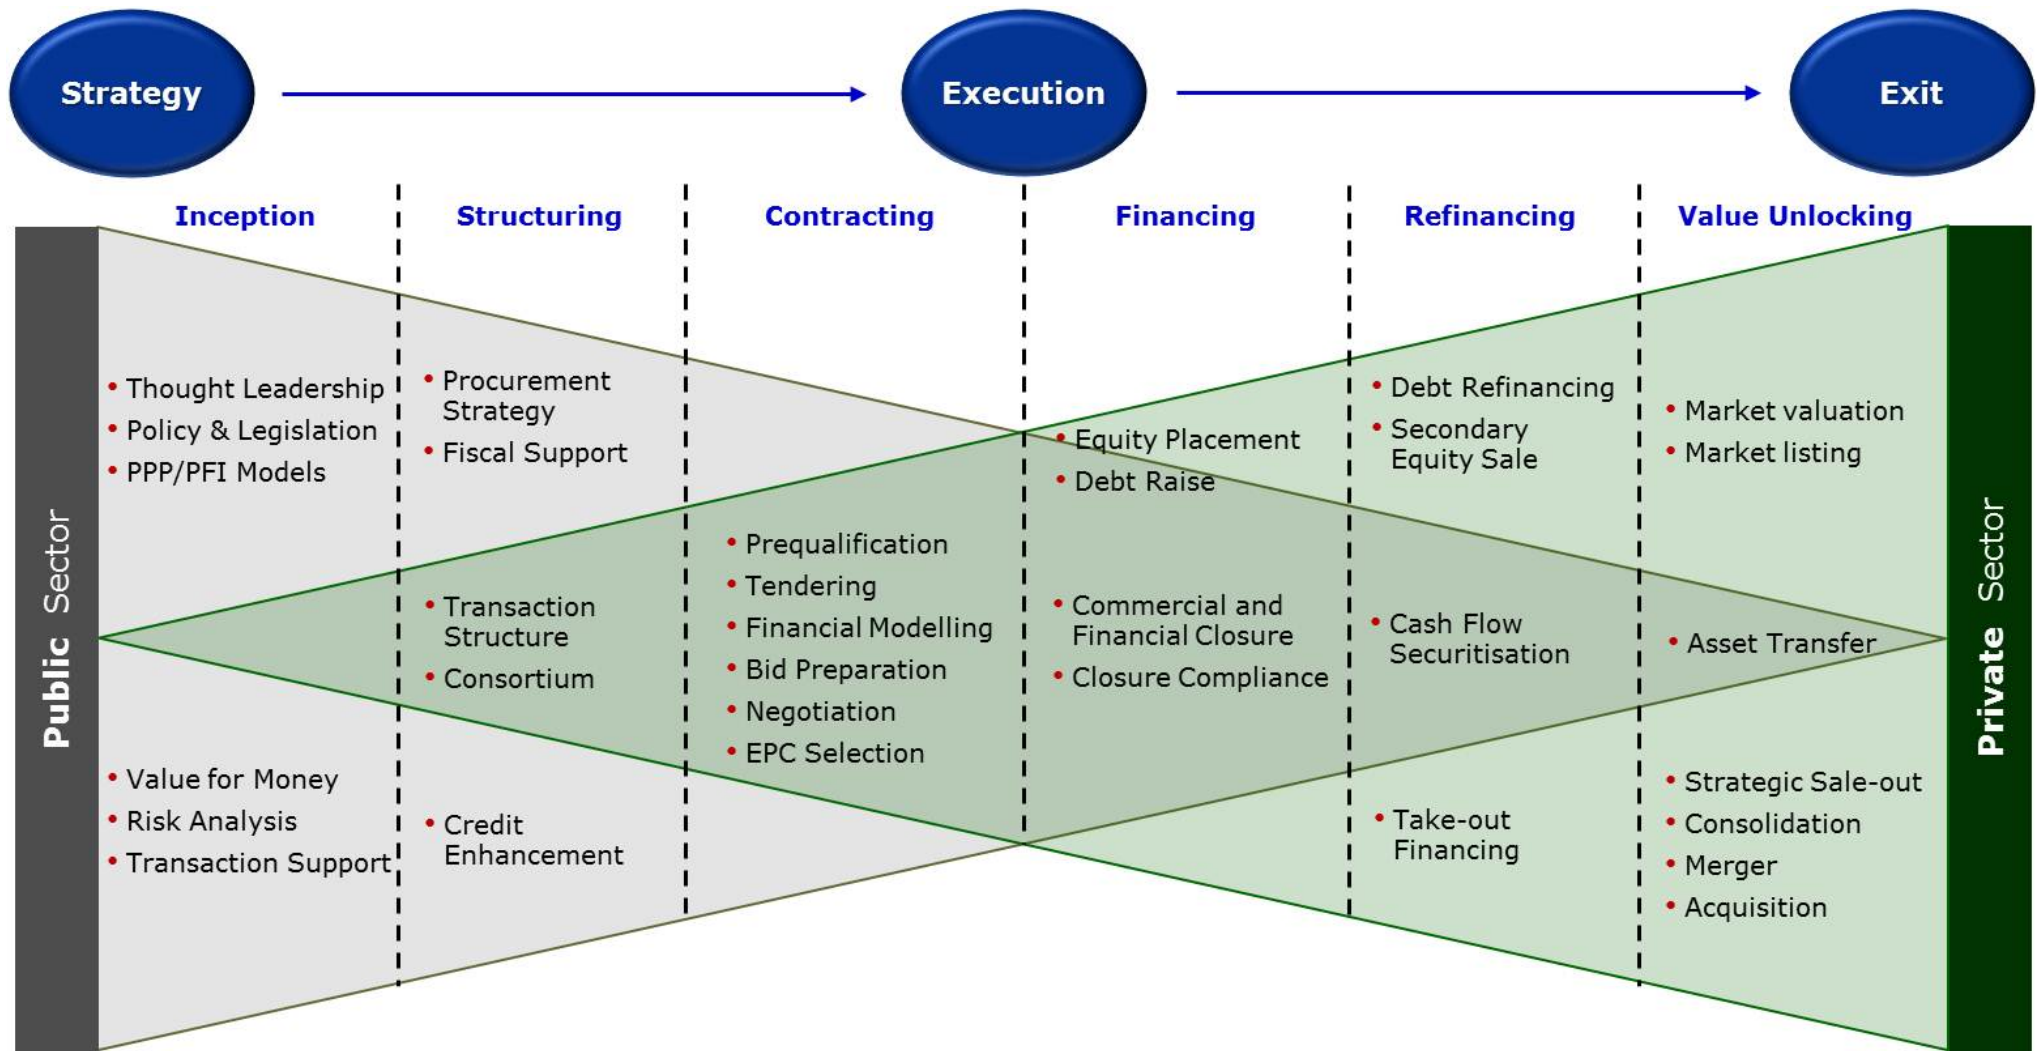 Strategy
Execution
Exit
Inception
Structuring
Contracting
Financing
Refinancing
Value Unlocking
Public Sector
• Thought Leadership
• Policy & Legislation
• PPP/PFI Models
• Value for Money
• Risk Analysis
• Transaction Support
• Procurement
Strategy
• Fiscal Support
• Transaction
Structure
• Consortium
• Credit
Enhancement
• Prequalification
• Tendering
• Financial Modelling
• Bid Preparation
• Negotiation
• EPC Selection
• Equity Placement
• Debt Raise
• Commercial and
Financial Closure
• Closure Compliance
• Debt Refinancing
• Secondary
Equity Sale
• Cash Flow
Securitisation
• Take-out
Financing
• Market valuation
• Market listing
• Asset Transfer
• Strategic Sale-out
• Consolidation
• Merger
• Acquisition
Private Sector